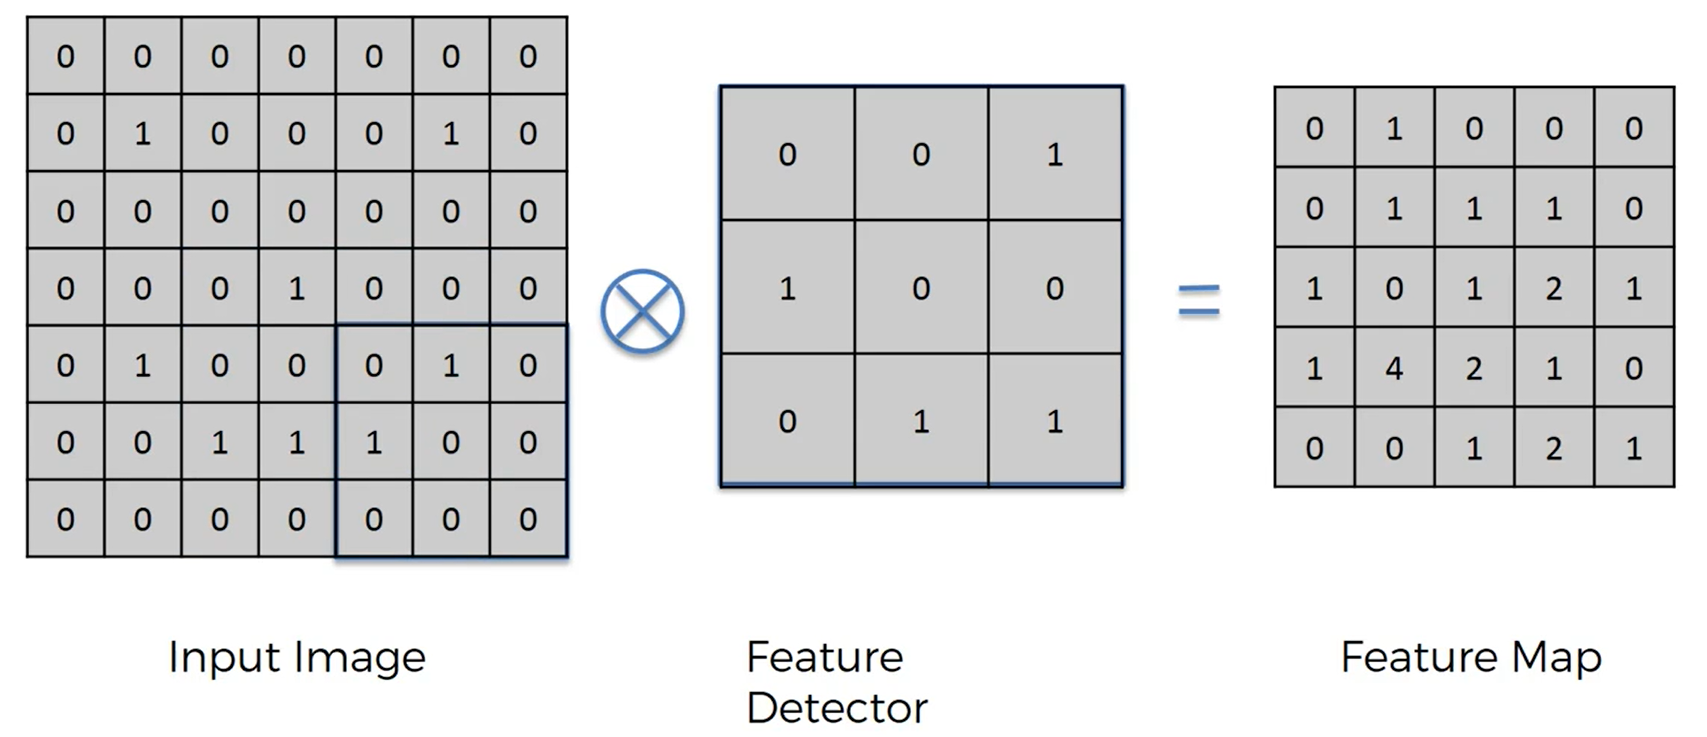 0 0 0 0 0 0 0
0 1 0 0 0 1 0
0 0 0 0 0 0 0
0 0 0 1 0 0 0
0 1 0 0 0 1 0
0 0 1 1 1 0 0
0 0 0 0 0 0 0
Input Image
0 0 1
1 0 0
0 1 1
Feature
Detector
=
0 1 0 0 0
0 1 1 1 0
1 0 1 2 1
1 4 2 1 0
0 0 1 2 1
Feature Map